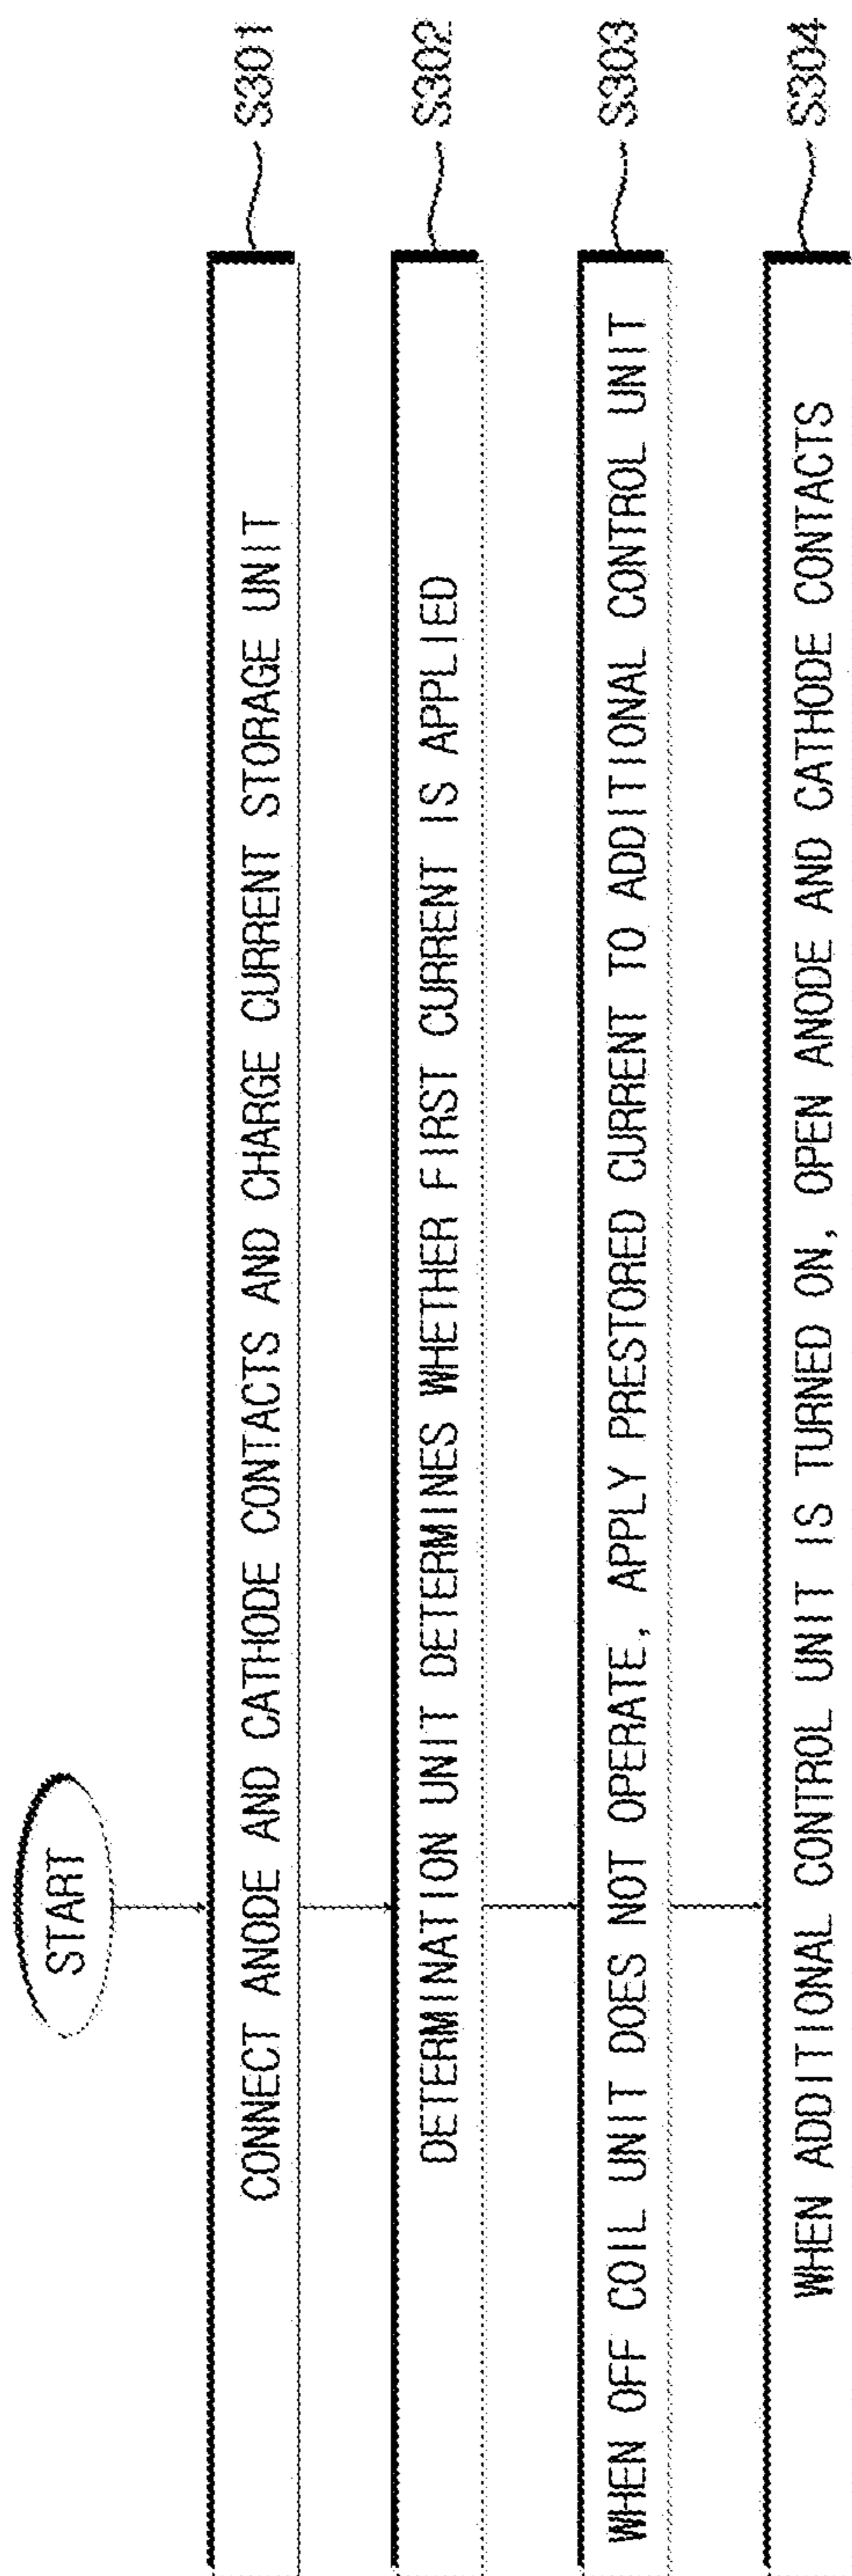 START
CONNECT ANODE AND CATHODE CONTACTS AND CHARGE CURRENT STORAGE UNIT
S301
DETERMINATION UNIT DETERMINES WHETHER FIRST CURRENT IS APPLIED
S302
WHEN OFF COIL UNIT DOES NOT OPERATE, APPLY PRESTORED CURRENT TO ADDITIONAL CONTROL UNIT
S303
WHEN ADDITIONAL CONTROL UNIT IS TURNED ON, OPEN ANODE AND CATHODE CONTACTS
S304